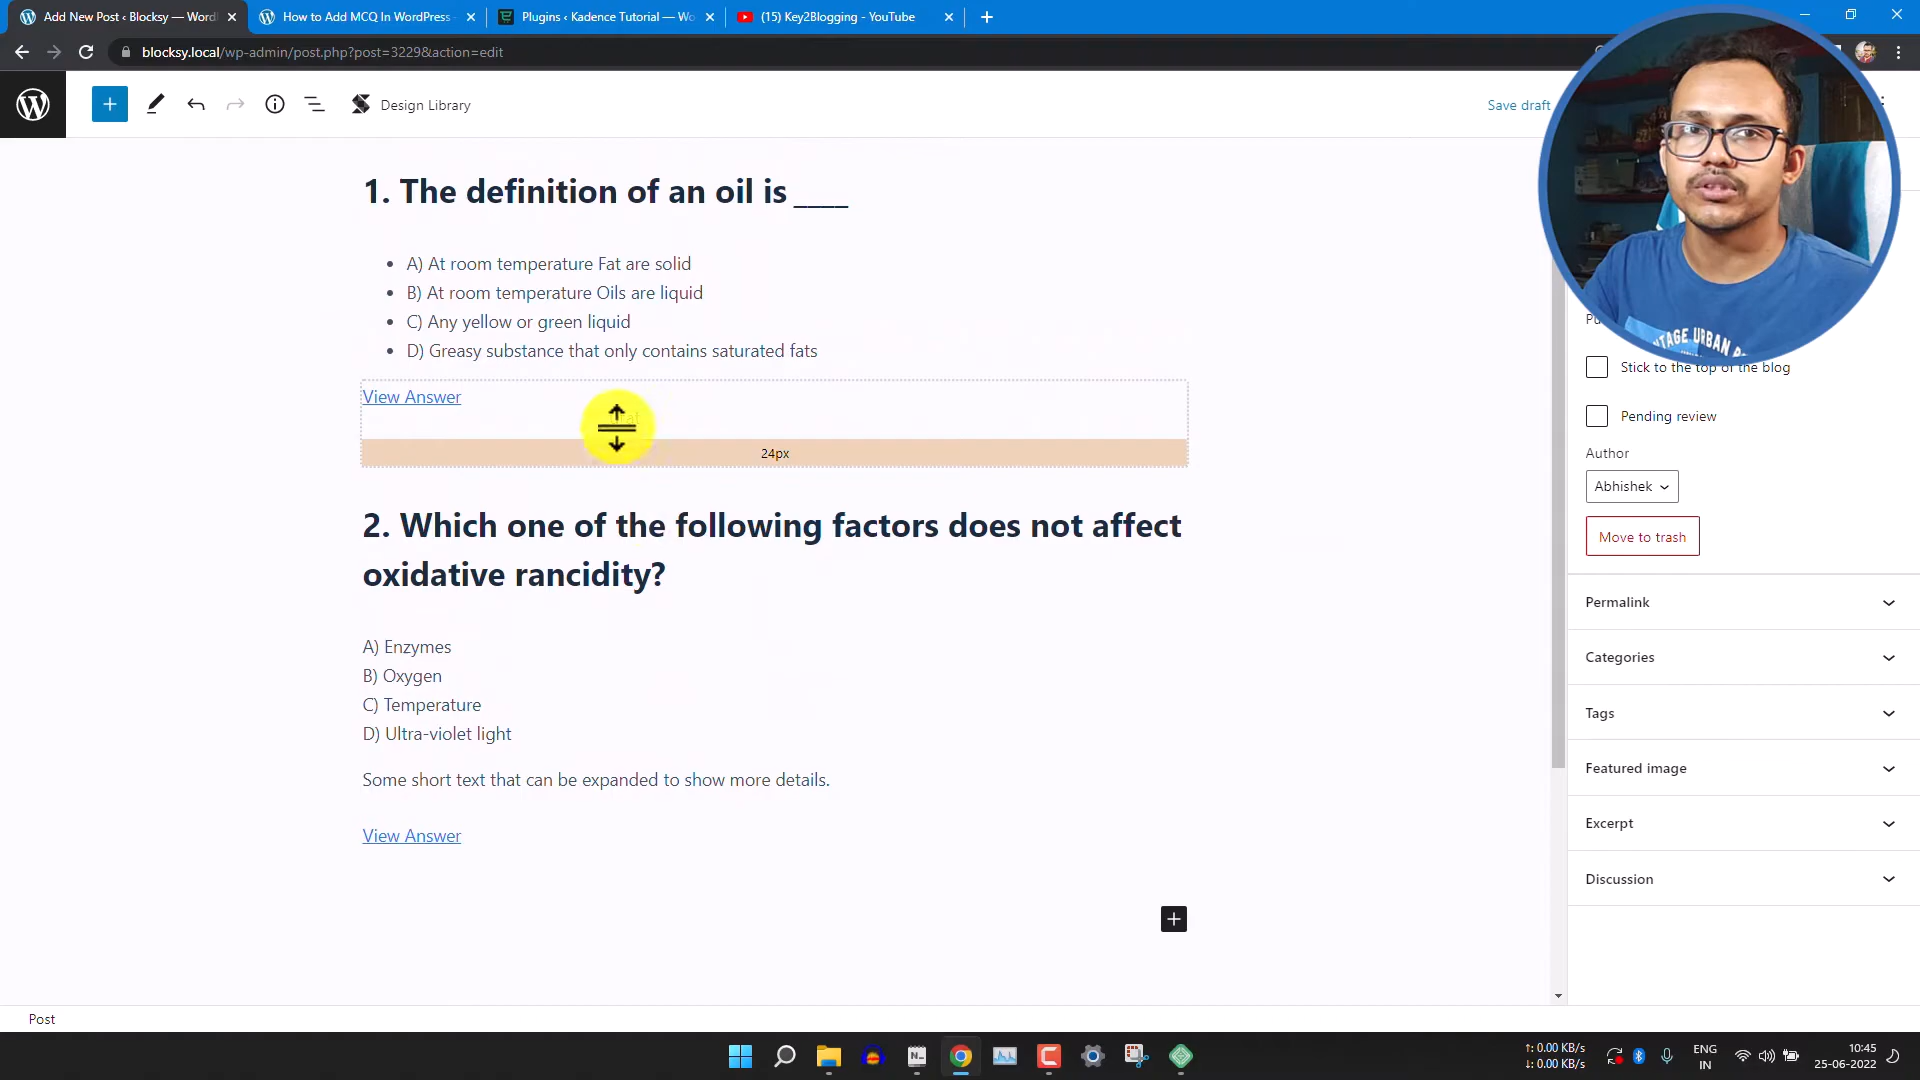 Add New Post ‹ Blocksy — Word
How to Add MCQ In WordPress
Plugins ‹ Kadence Tutorial — Wo
(15) Key2Blogging - YouTube
blocksy.local/wp-admin/post.php?post=3229&action=edit
Design Library
Save draft
1. The definition of an oil is ____
A) At room temperature Fat are solid
B) At room temperature Oils are liquid
C) Any yellow or green liquid
D) Greasy substance that only contains saturated fats
View Answer
24px
2. Which one of the following factors does not affect
oxidative rancidity?
A) Enzymes
B) Oxygen
C) Temperature
D) Ultra-violet light
Some short text that can be expanded to show more details.
View Answer
Stick to the top of the blog
Pending review
Author
Abhishek
Move to trash
Permalink
Categories
Tags
Featured image
Excerpt
Discussion
Post
↑: 0.00 KB/s
↓: 0.00 KB/s
ENG
IN
10:45
25-06-2022